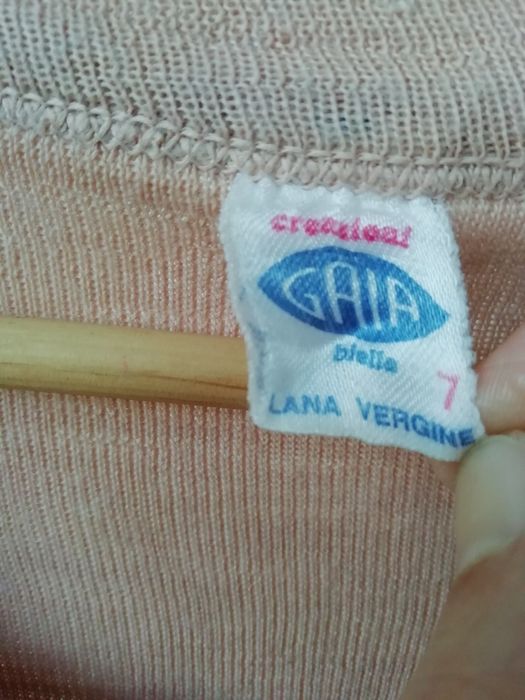 creazioni
GAIA
biella
7
LANA VERGINE